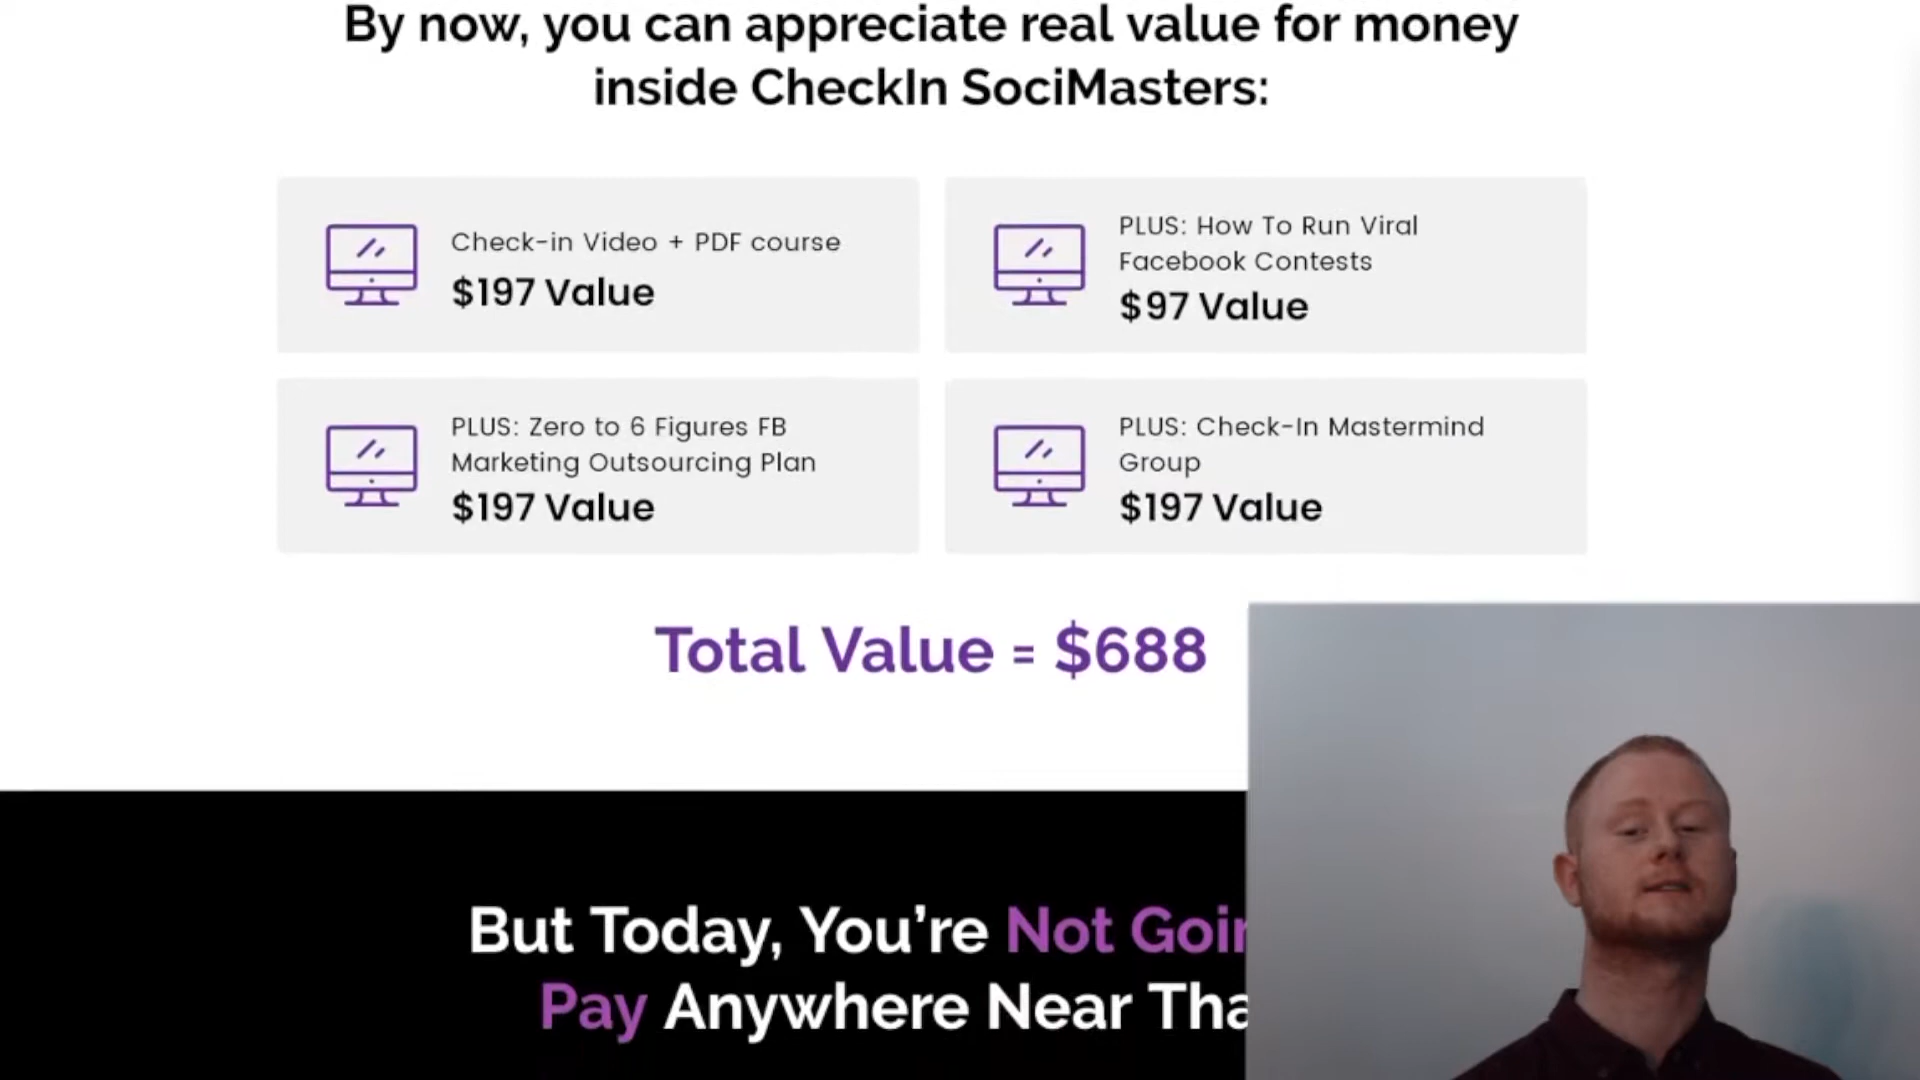 By now, you can appreciate real value for money
inside CheckIn SociMasters:
Check-in Video + PDF course
$197 Value
PLUS: How To Run Viral
Facebook Contests
$97 Value
PLUS: Zero to 6 Figures FB
Marketing Outsourcing Plan
$197 Value
PLUS: Check-In Mastermind
Group
$197 Value
Total Value = $688
But Today, You're Not
Pay Anywhere Near